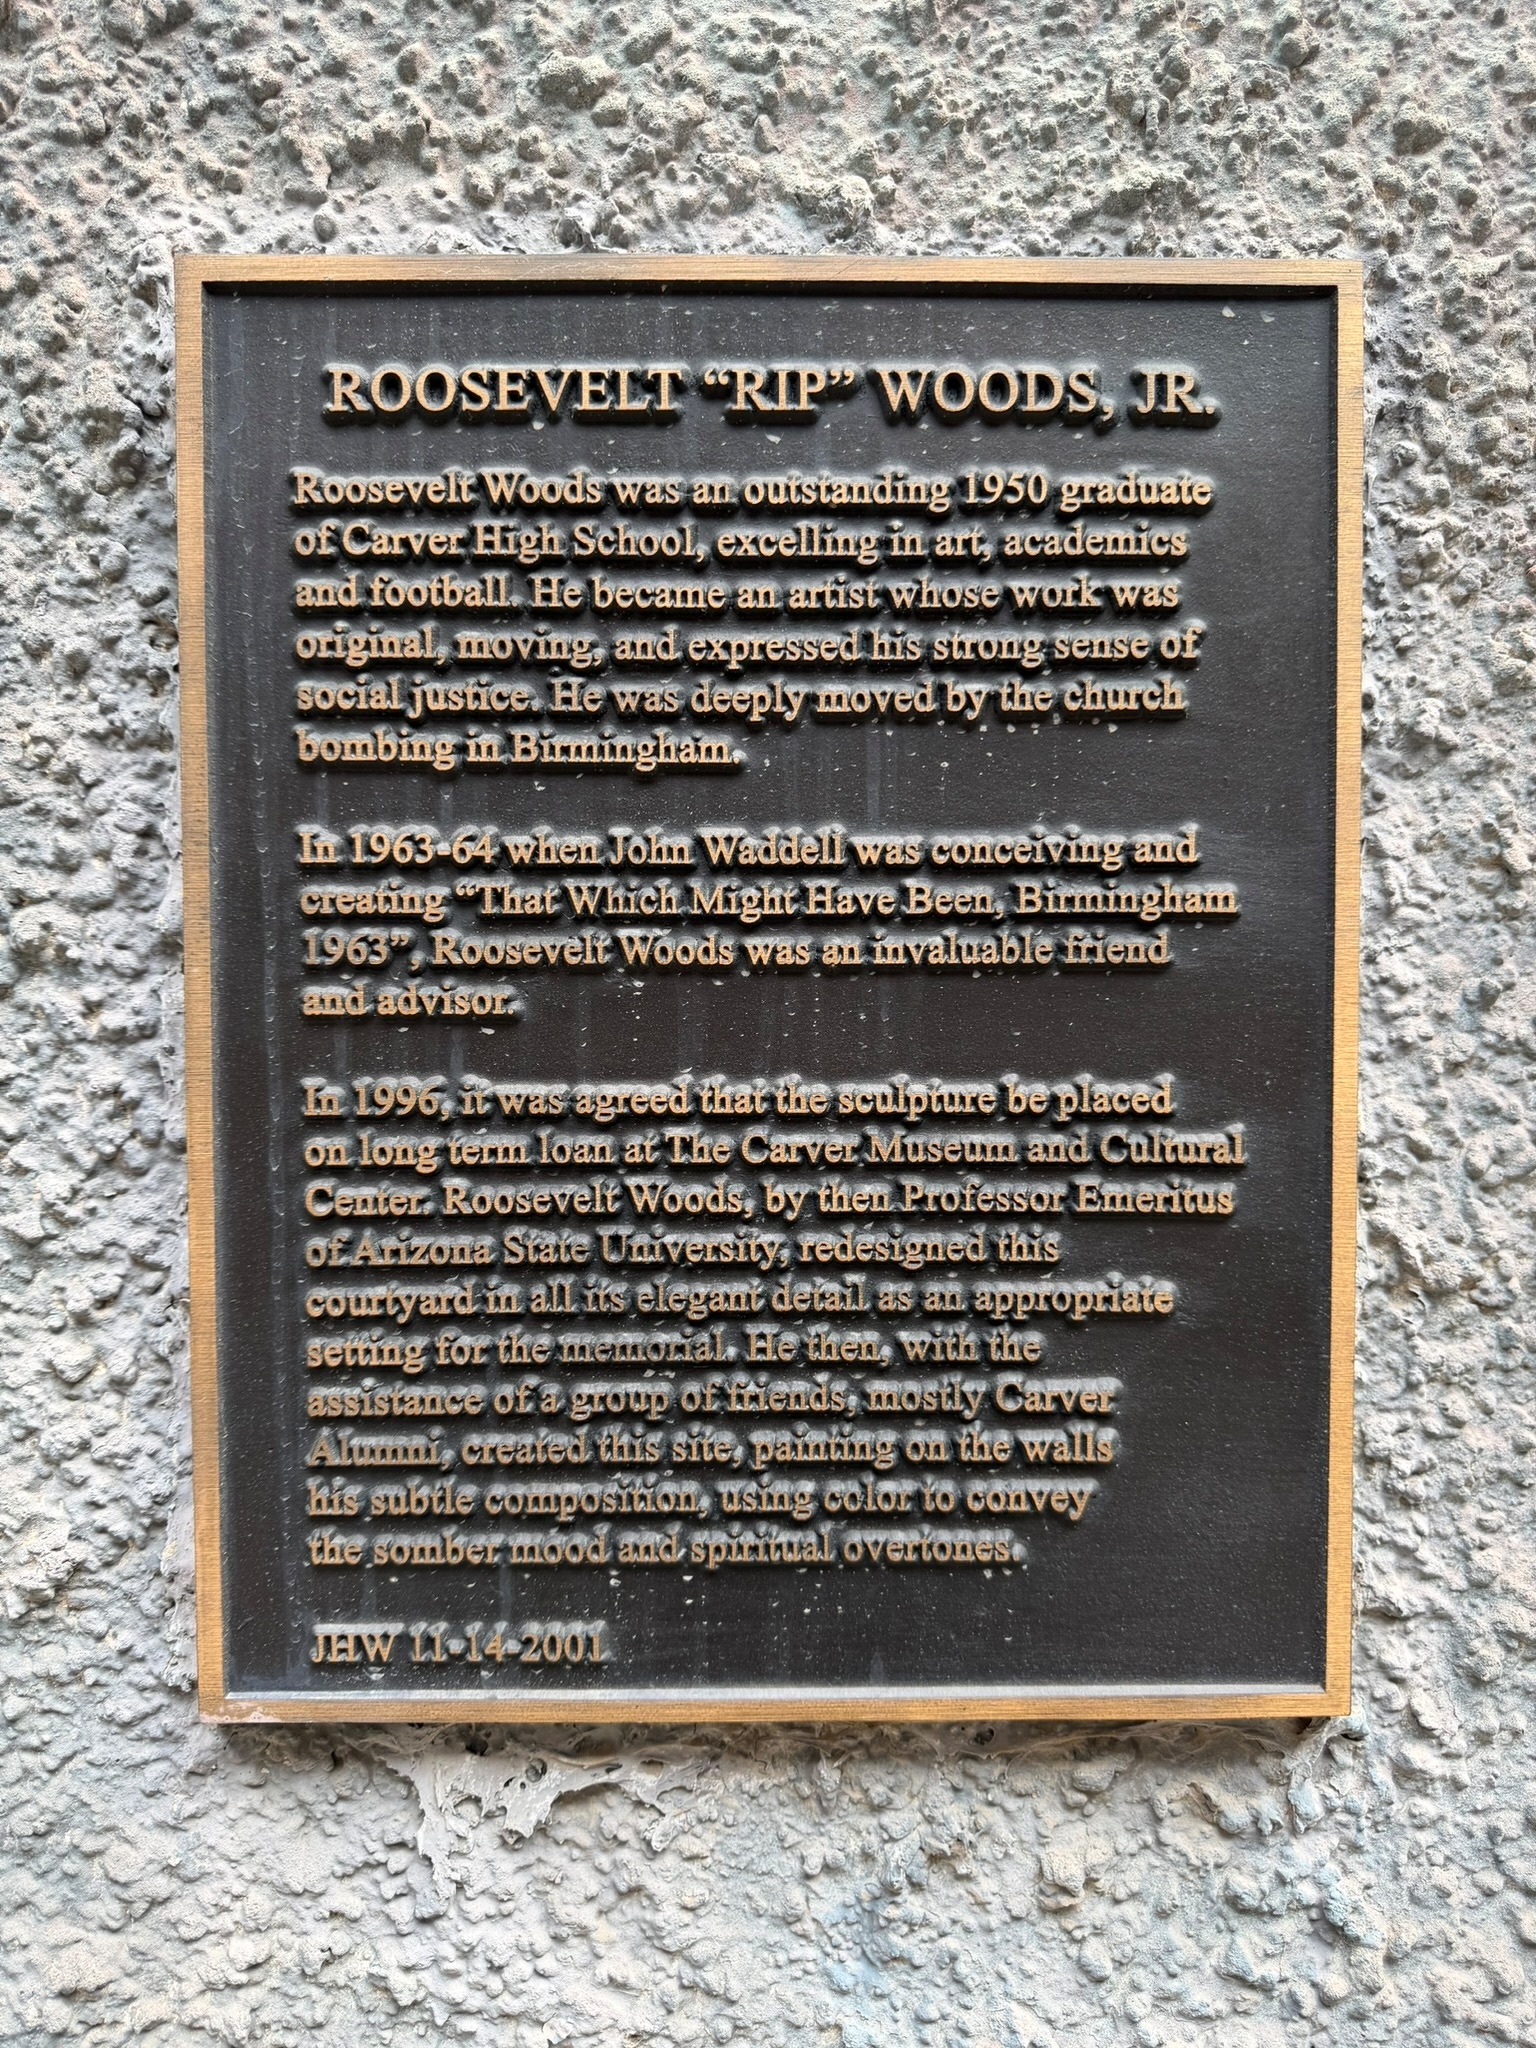 ROOSEVELT “RIP” WOODS, JR.
Roosevelt Woods was an outstanding 1950 graduate
of Carver High School, excelling in art, academics
and football. He became an artist whose work was
original, moving, and expressed his strong sense of
social justice. He was deeply moved by the church
bombing in Birmingham.
In 1963-64 when John Waddell was conceiving and
creating “That Which Might Have Been, Birmingham
1963”, Roosevelt Woods was an invaluable friend
and advisor.
In 1996, it was agreed that the sculpture be placed
on long term loan at The Carver Museum and Cultural
Center. Roosevelt Woods, by then Professor Emeritus
of Arizona State University, redesigned this
courtyard in all its elegant detail as an appropriate
setting for the memorial. He then, with the
assistance of a group of friends, mostly Carver
Alumni, created this site, painting on the walls
his subtle composition, using color to convey
the somber mood and spiritual overtones.
JHW 11-14-2001